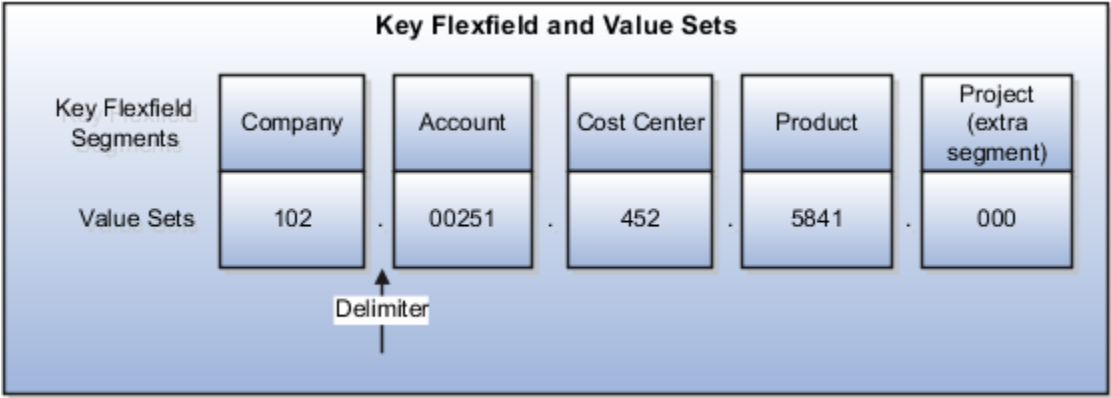 Key Flexfield and Value Sets
Key Flexfield
Segments
Company
Account
Cost Center
Product
Project
(extra
segment)
Value Sets
102 . 00251 . 452 . 5841 . 000
Delimiter